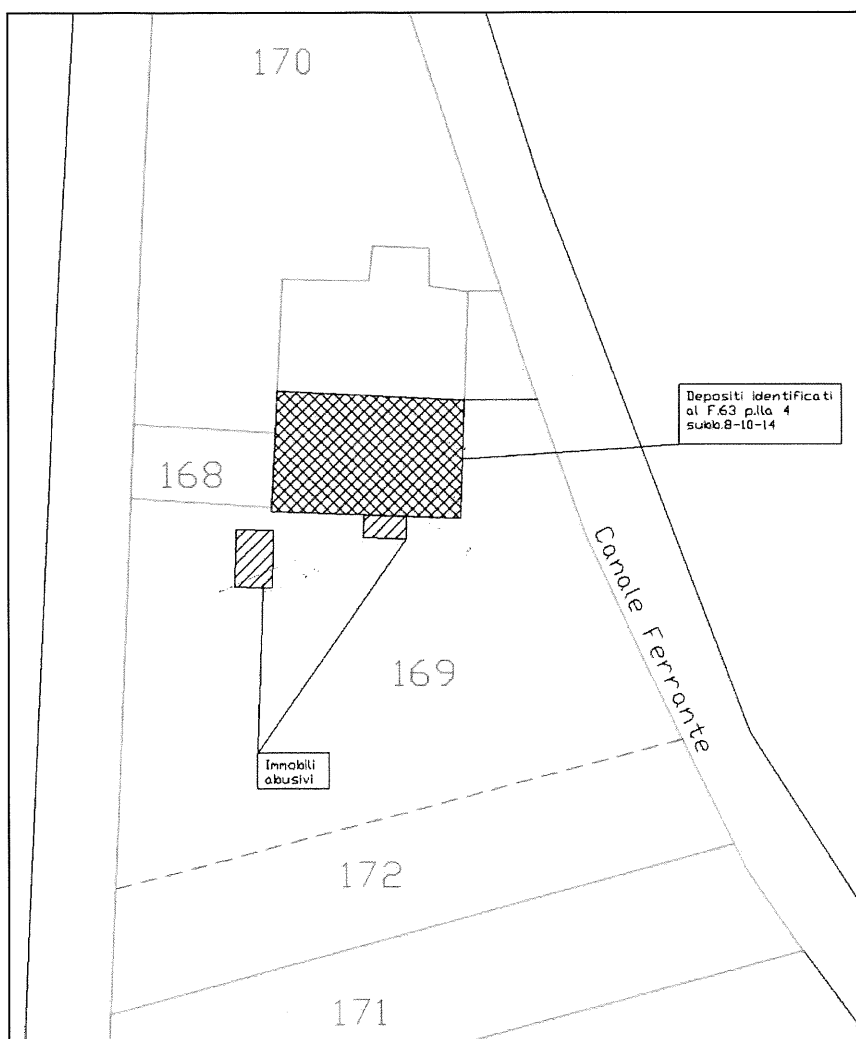 170
Depositi identificati
al F.63 p.lla 4
subb.8-10-14
168
Canale Ferrante
169
Immobili
abusivi
172
171